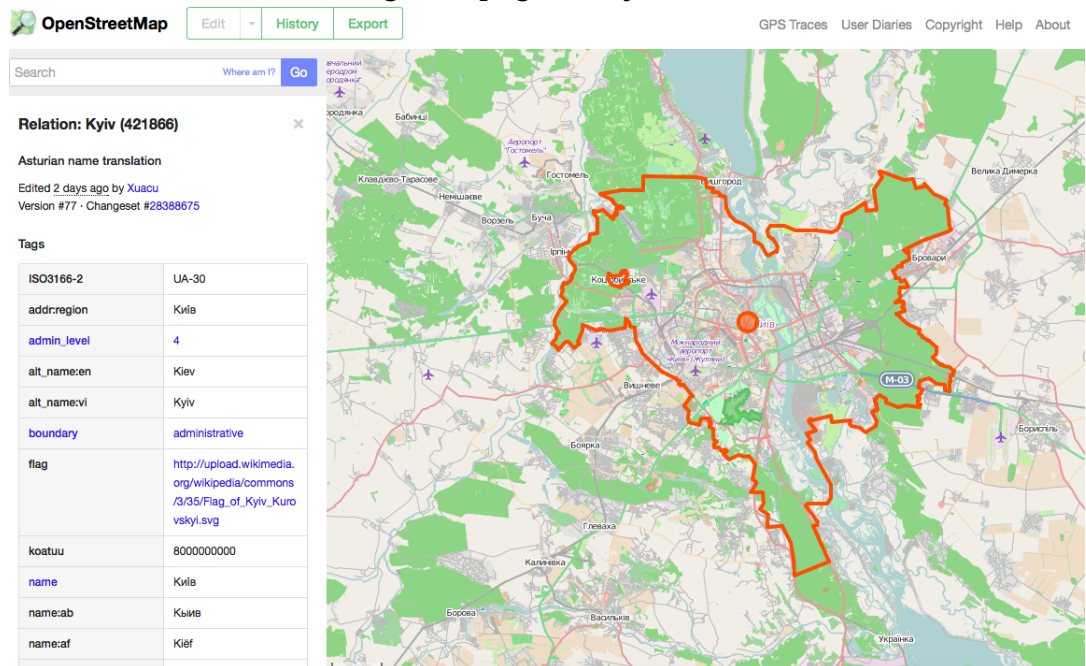 OpenStreetMap
Edit
History
Export
GPS Traces
User Diaries
Copyright
Help
About
Search
Where am I?
Go
Relation: Kyiv (421866)
×
Asturian name translation
Edited 2 days ago by Xuacu
Version #77 · Changeset #28388675
Tags
ISO3166-2
UA-30
addr:region
Київ
admin_level
4
alt_name:en
Kiev
alt_name:vi
Kyiv
boundary
administrative
flag
http://upload.wikimedia.
org/wikipedia/commons
/3/35/Flag_of_Kyiv_Kuro
vskyi.svg
koatuu
8000000000
name
Київ
name:ab
Кыив
name:af
Kiëf
Бабинці
Аеропорт
"Гостомель"
Клавдієво-Тарасове
Гостомель
Немішаєве
Ворзель
Буча
Ірпінь
Вишгород
Велика Димерка
Бровари
Міжнародний
аеропорт
«Київ» (Жуляни)
Вишневе
M-03
Боярка
Бориспіль
Глеваха
Калинівка
Борова
Васильків
Українка